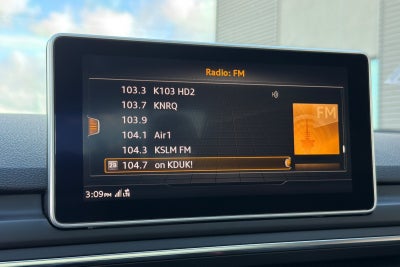 Radio: FM
103.3 K103 HD2
103.7 KNRQ
103.9
104.1 Air1
104.3 KSLM FM
104.7 on KDUK!
FM
3:09PM LTE